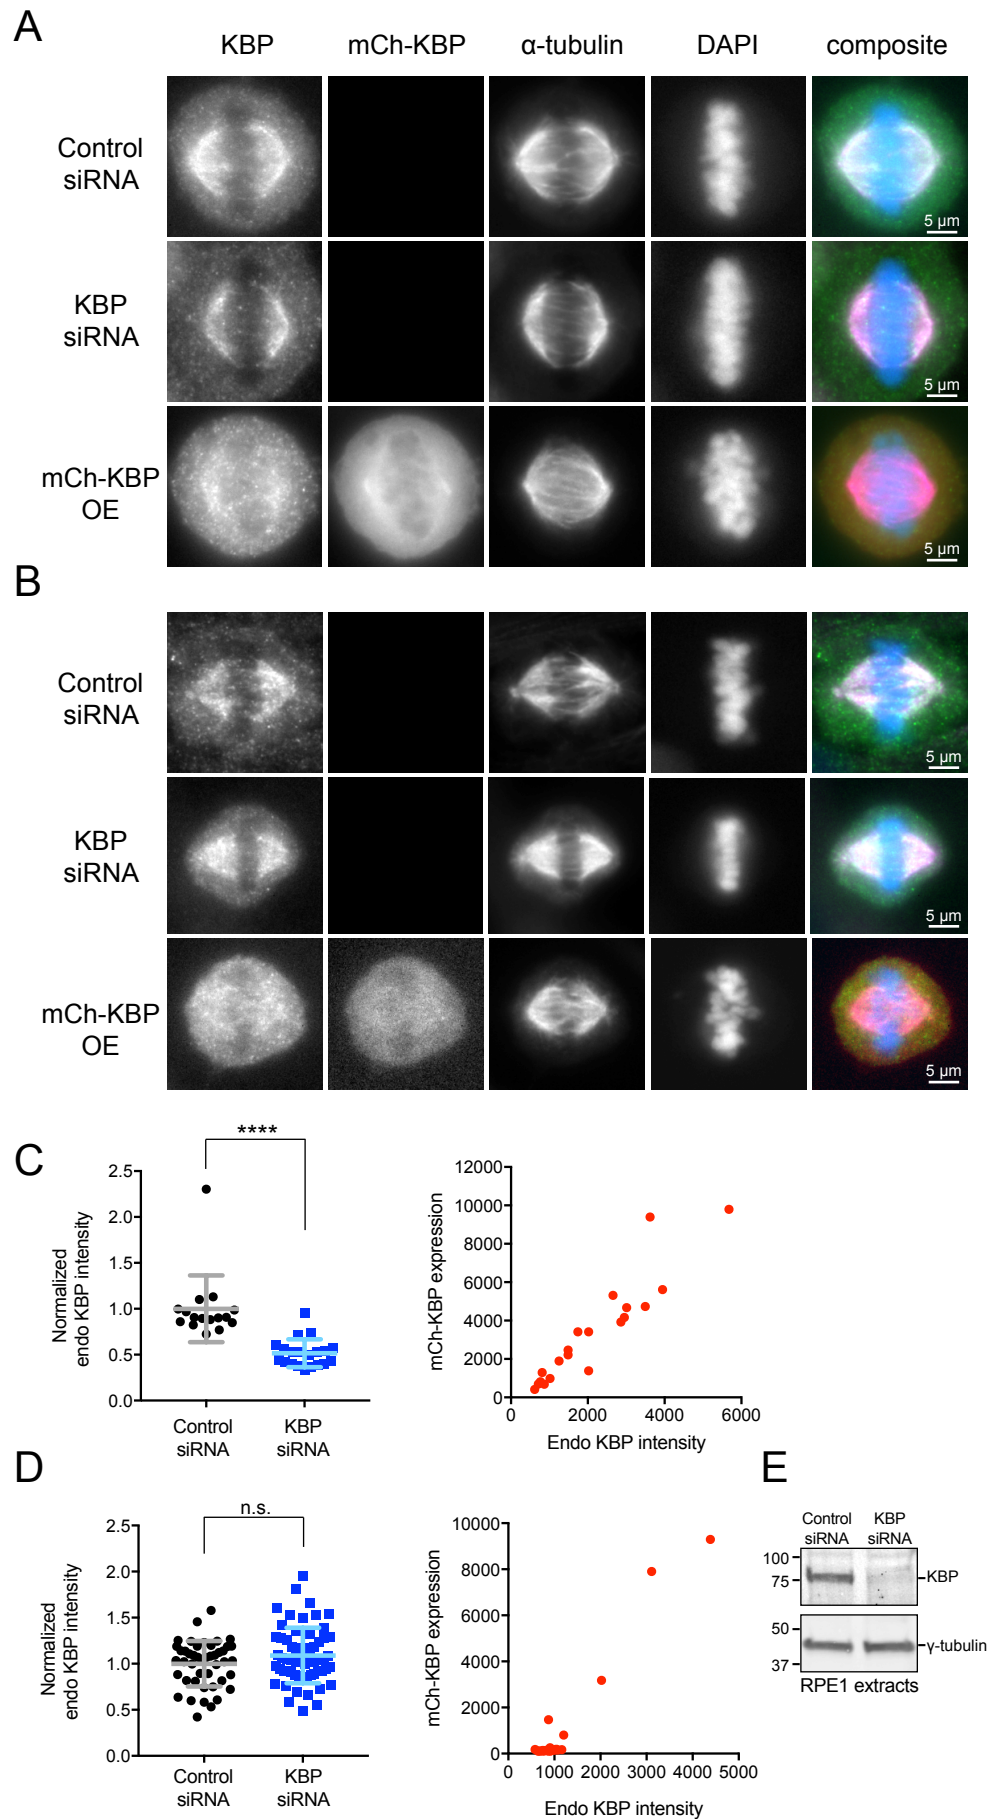 A
KBP mCh-KBP α-tubulin DAPI composite
Control
siRNA
5 µm
KBP
siRNA
5 µm
mCh-KBP
OE
5 µm
B
Control
siRNA
5 µm
KBP
siRNA
5 µm
mCh-KBP
OE
5 µm
C
****
Normalized
endo KBP intensity
2.5
2.0
1.5
1.0
0.5
0.0
Control
siRNA
KBP
siRNA
mCh-KBP expression
12000
10000
8000
6000
4000
2000
0
0 2000 4000 6000
Endo KBP intensity
D
n.s.
Normalized
endo KBP intensity
2.5
2.0
1.5
1.0
0.5
0.0
Control
siRNA
KBP
siRNA
mCh-KBP expression
10000
8000
6000
4000
2000
0
0 1000 2000 3000 4000 5000
Endo KBP intensity
E
Control
siRNA
KBP
siRNA
100
75
KBP
50
37
γ-tubulin
RPE1 extracts